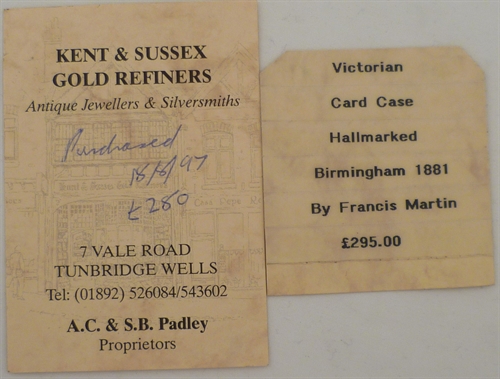 KENT & SUSSEX
GOLD REFINERS
Antique Jewellers & Silversmiths
Purchased
18/8/97
£280
7 VALE ROAD
TUNBRIDGE WELLS
Tel: (01892) 526084/543602
A.C. & S.B. Padley
Proprietors
Victorian
Card Case
Hallmarked
Birmingham 1881
By Francis Martin
£295.00